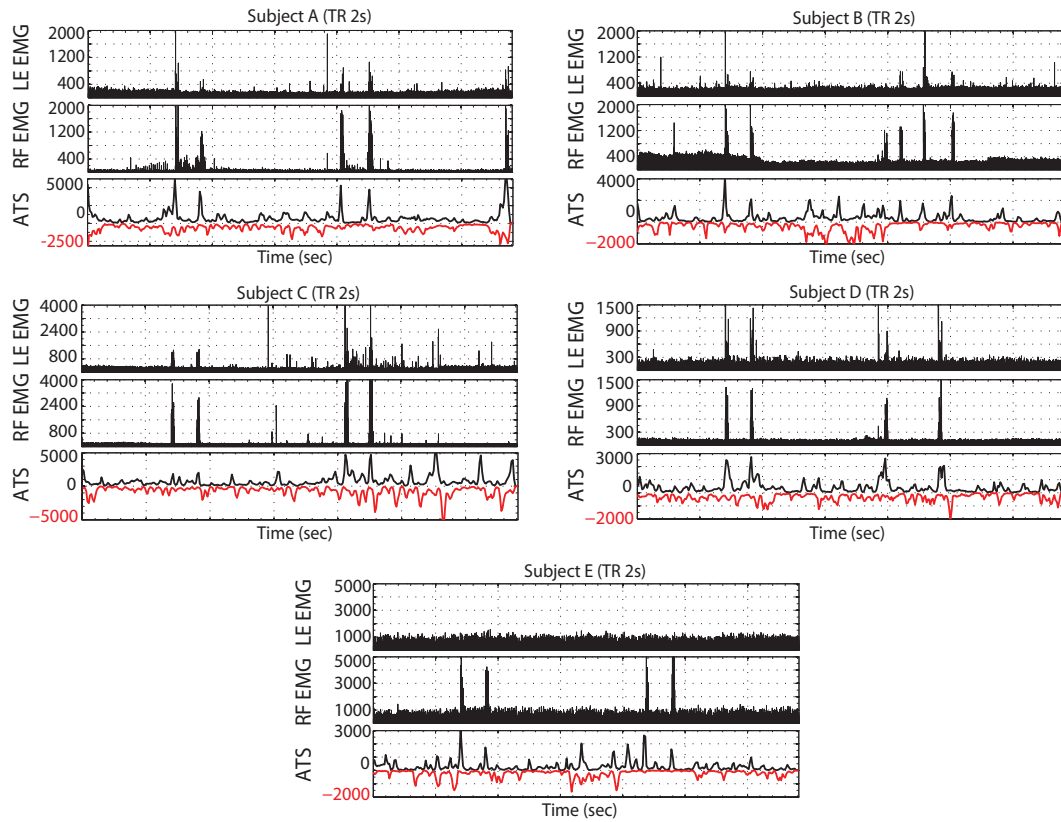 Subject A (TR 2s)
LE EMG
2000
1200
400
RF EMG
2000
1200
400
ATS
5000
0
-2500
Time (sec)
Subject B (TR 2s)
LE EMG
2000
1200
400
RF EMG
2000
1200
400
ATS
4000
0
−2000
Time (sec)
Subject C (TR 2s)
LE EMG
4000
2400
800
RF EMG
4000
2400
800
ATS
5000
0
−5000
Time (sec)
Subject D (TR 2s)
LE EMG
1500
900
300
RF EMG
1500
900
300
ATS
3000
0
−2000
Time (sec)
Subject E (TR 2s)
LE EMG
5000
3000
1000
RF EMG
5000
3000
1000
ATS
3000
0
−2000
Time (sec)